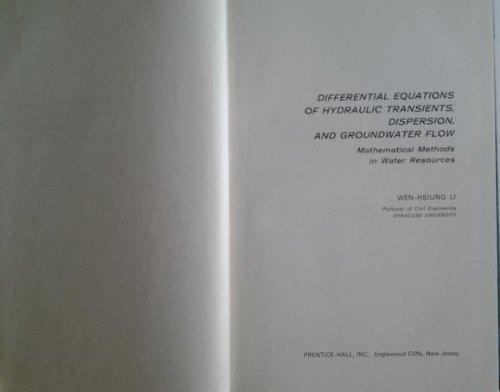 DIFFERENTIAL EQUATIONS
OF HYDRAULIC TRANSIENTS,
DISPERSION,
AND GROUNDWATER FLOW
Mathematical Methods
in Water Resources
WEN-HSIUNG LI
Professor of Civil Engineering
SYRACUSE UNIVERSITY
PRENTICE-HALL, INC. Englewood Cliffs, New Jersey